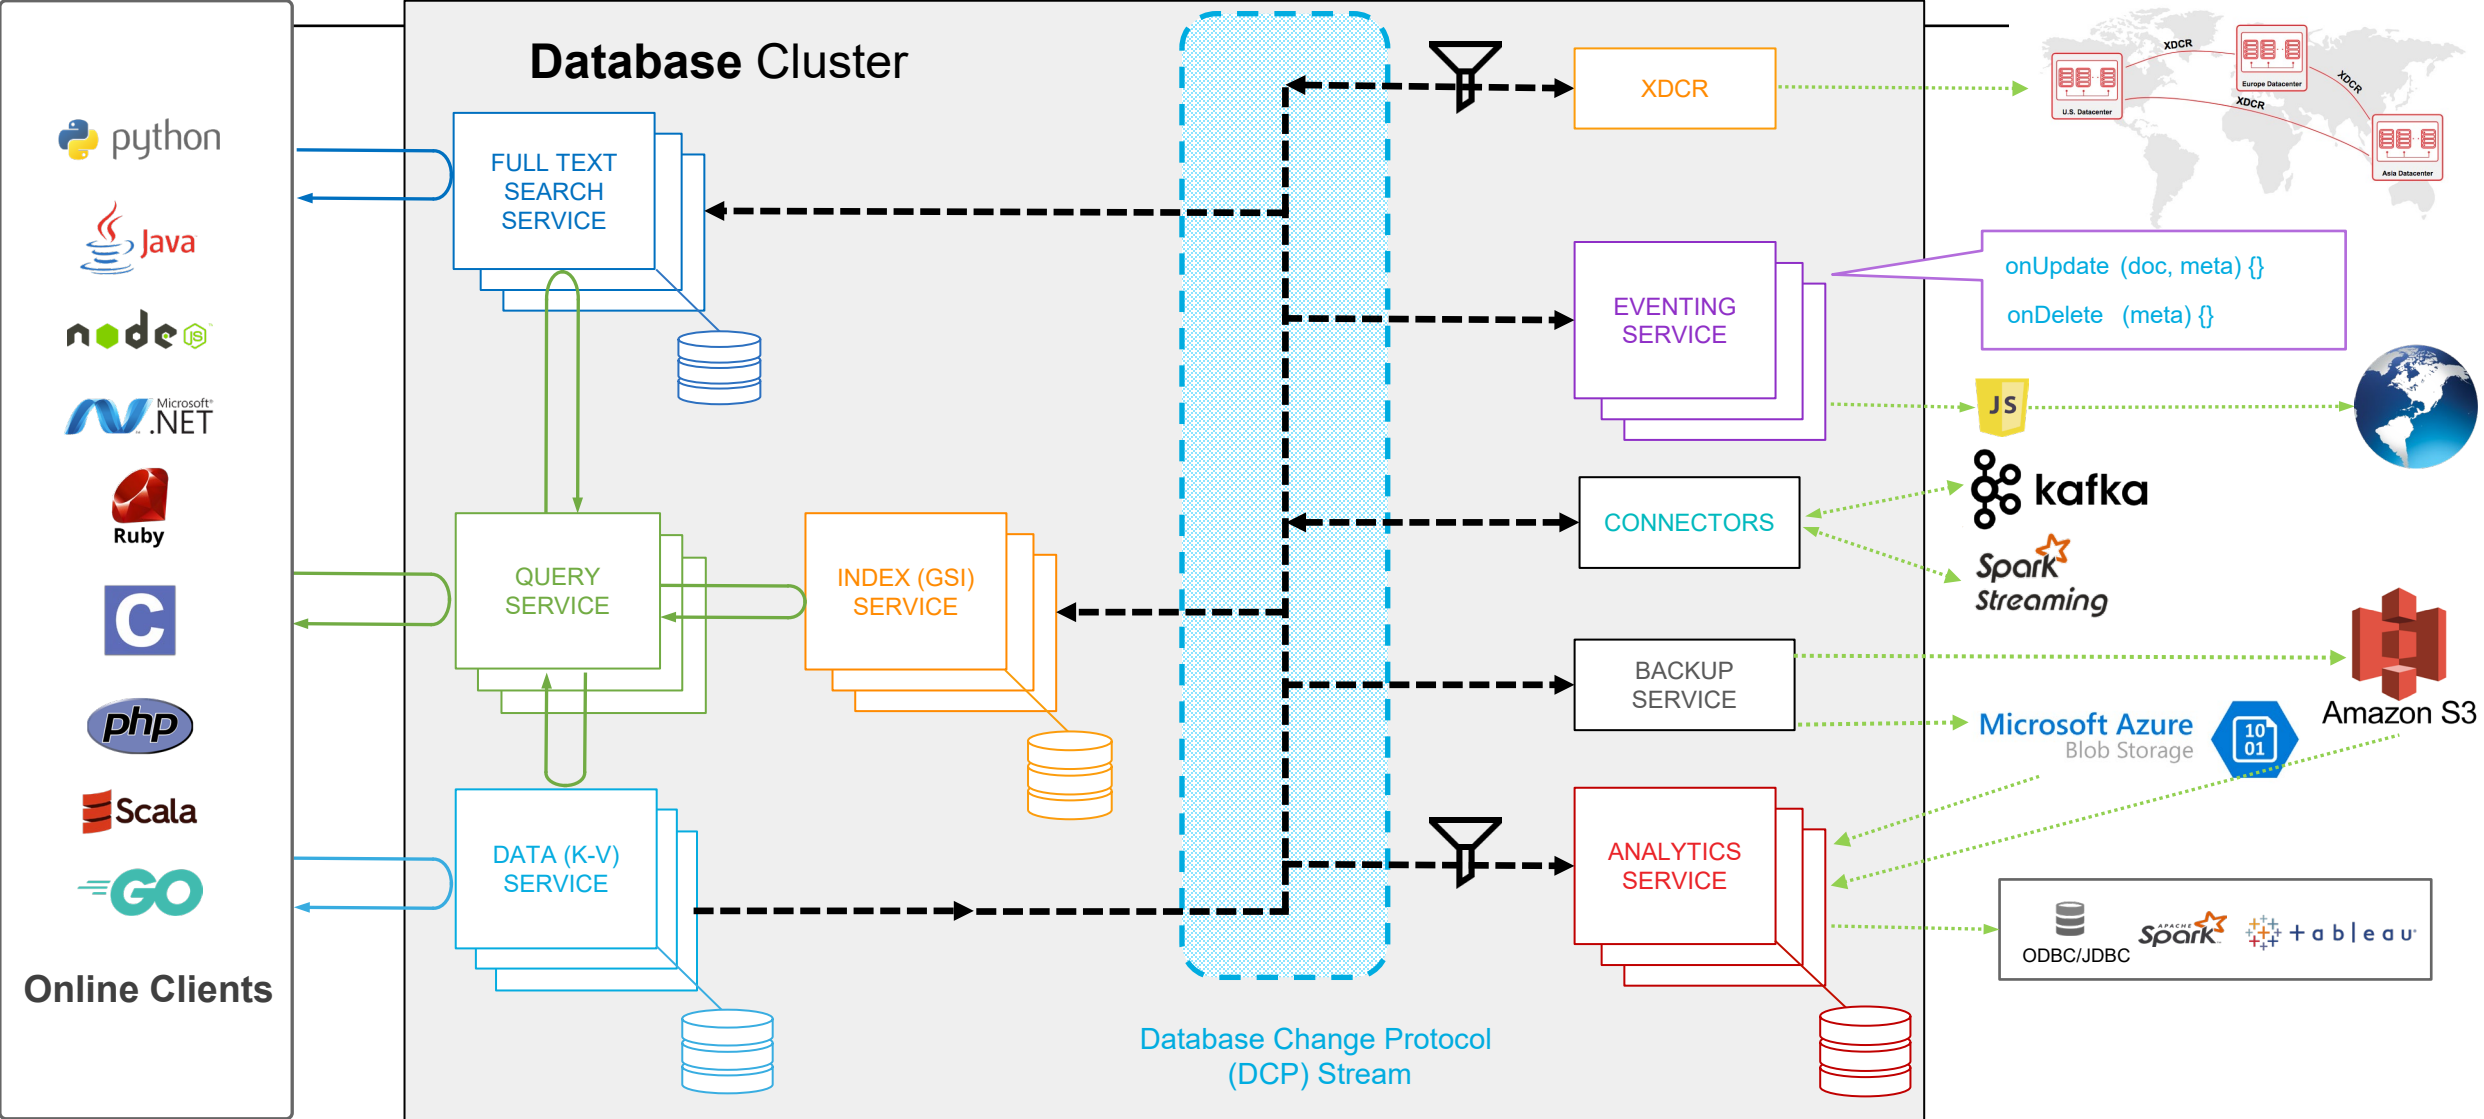 Database Cluster
python
Java
node
JS
Microsoft®
.NET
Ruby
C
php
Scala
GO
Online Clients
FULL TEXT
SEARCH
SERVICE
QUERY
SERVICE
INDEX (GSI)
SERVICE
DATA (K-V)
SERVICE
Database Change Protocol
(DCP) Stream
XDCR
EVENTING
SERVICE
CONNECTORS
BACKUP
SERVICE
ANALYTICS
SERVICE
XDCR
XDCR
XDCR
U.S. Datacenter
Europe Datacenter
Asia Datacenter
onUpdate (doc, meta) {}
onDelete (meta) {}
JS
kafka
Spark
Streaming
Amazon S3
Microsoft Azure
Blob Storage
10
01
ODBC/JDBC
APACHE
Spark
+ableau